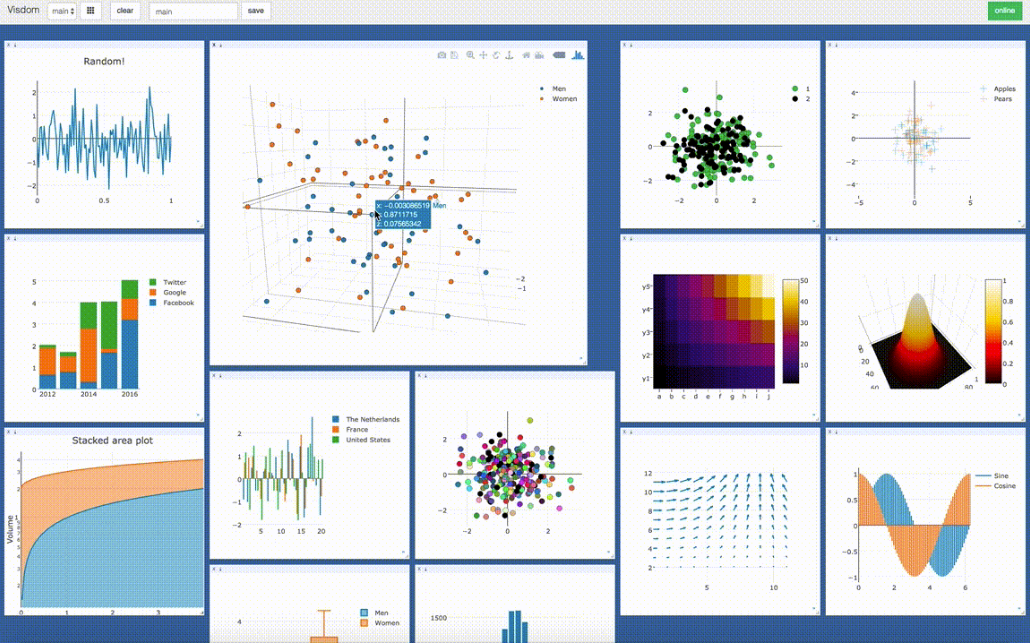 Visdom main clear main save online
Random!
2
1
0
−1
−2
0 0.5 1
Men
Women
x: −0.003086519 Men
0.8711715
0.07565342
−2
−1
1
2
2
0
−2
−2 0 2
Apples
Pears
4
2
0
−2
−4
0 5
5
4
3
2
1
0
2012 2014 2016
Twitter
Google
Facebook
y5
y4
y3
y2
y1
a b c d e f g h i j
50
40
30
20
10
0
20
40
1
0.8
0.6
0.4
0.2
0
Stacked area plot
Volume
0 1 2 3
The Netherlands
France
United States
2
1
0
−1
−2
5 10 15 20
2
0
−2
−2 0 2
12
11
10
9
8
6
5
4
2
5 10
Sine
Cosine
1
0.5
0
−0.5
−1
0 2 4 6
4
Men
Women
1500